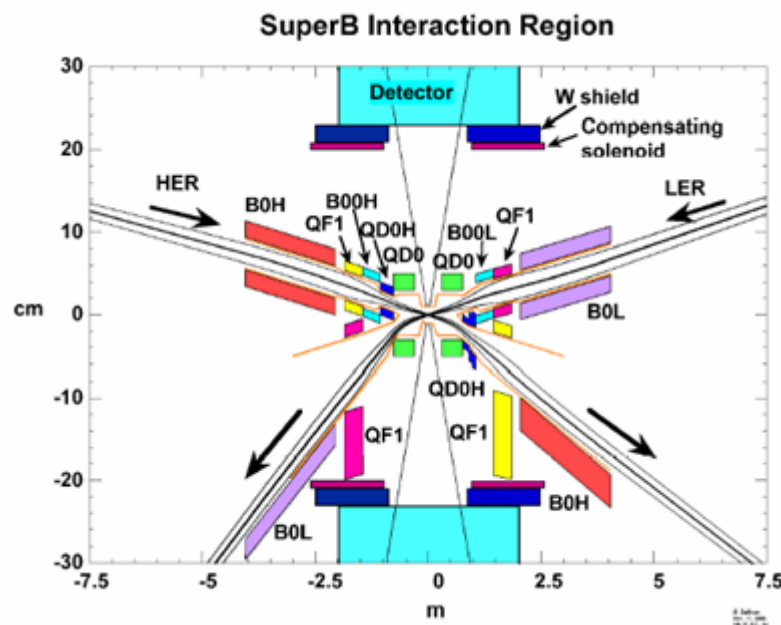 SuperB Interaction Region
30
20
10
0
-10
-20
-30
cm
-7.5
-5
-2.5
0
2.5
5
7.5
m
Detector
W shield
Compensating
solenoid
HER
LER
B0H
B00H
QF1
QD0H
QD0
QD0
B00L
QF1
B0L
QD0H
QF1
QF1
B0H
B0L